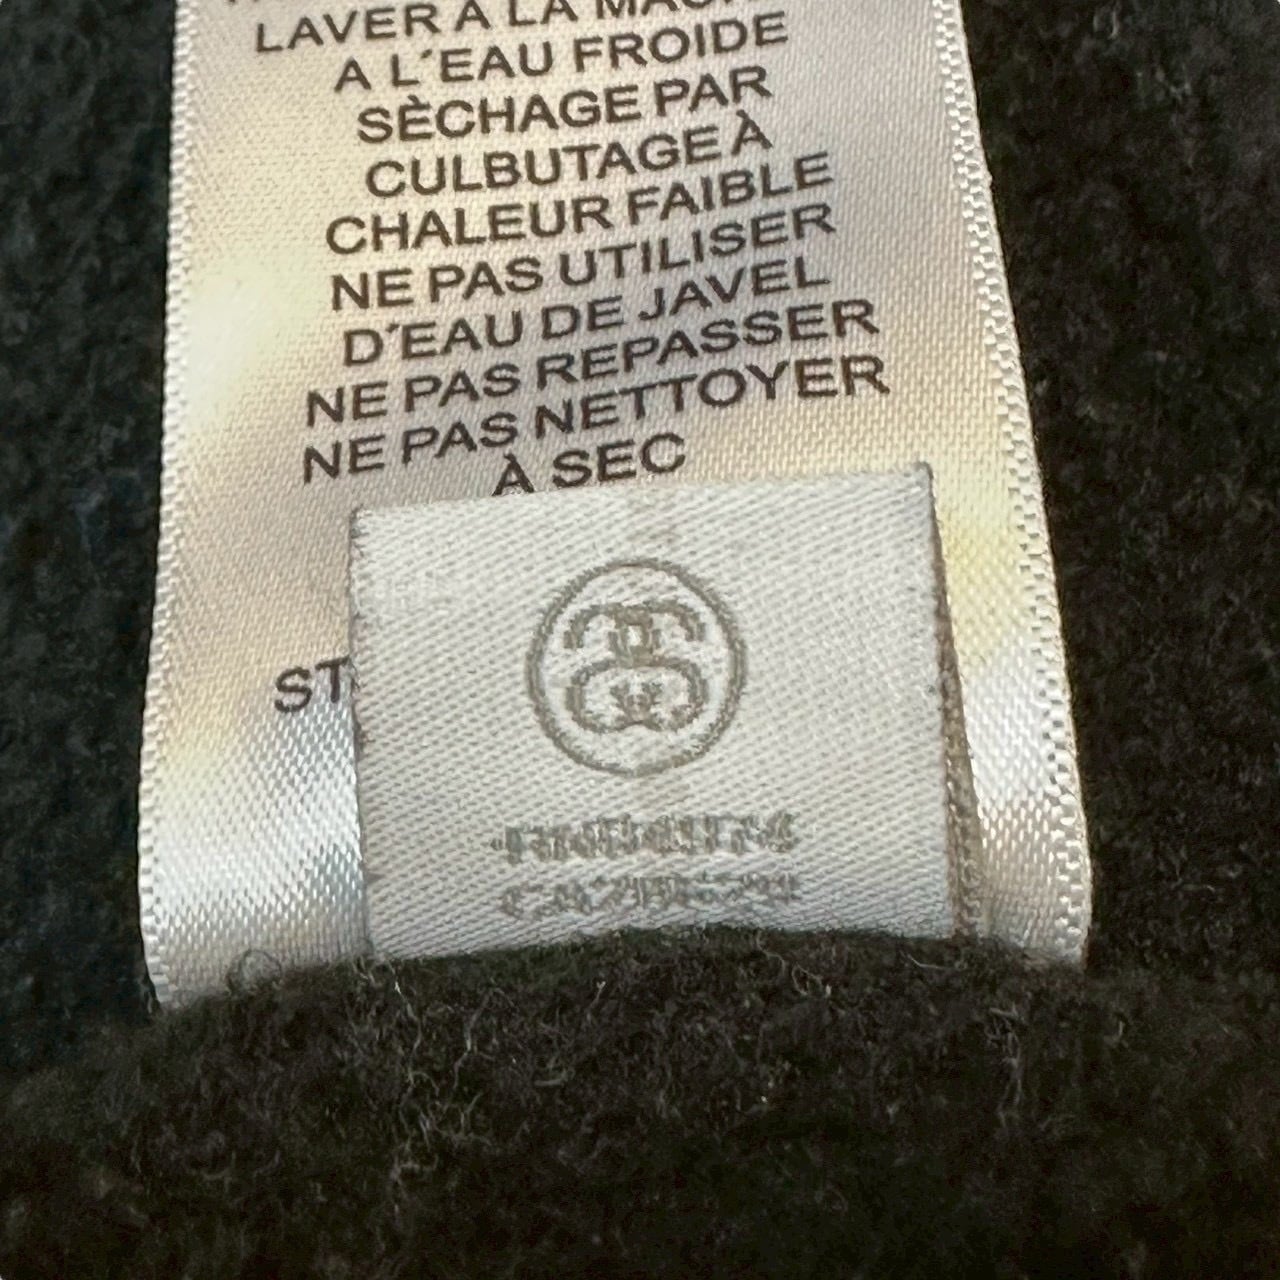 LAVER À LA
A L'EAU FROIDE
SÈCHAGE PAR
CULBUTAGE À
CHALEUR FAIBLE
NE PAS UTILISER
D'EAU DE JAVEL
NE PAS REPASSER
NE PAS NETTOYER
À SEC